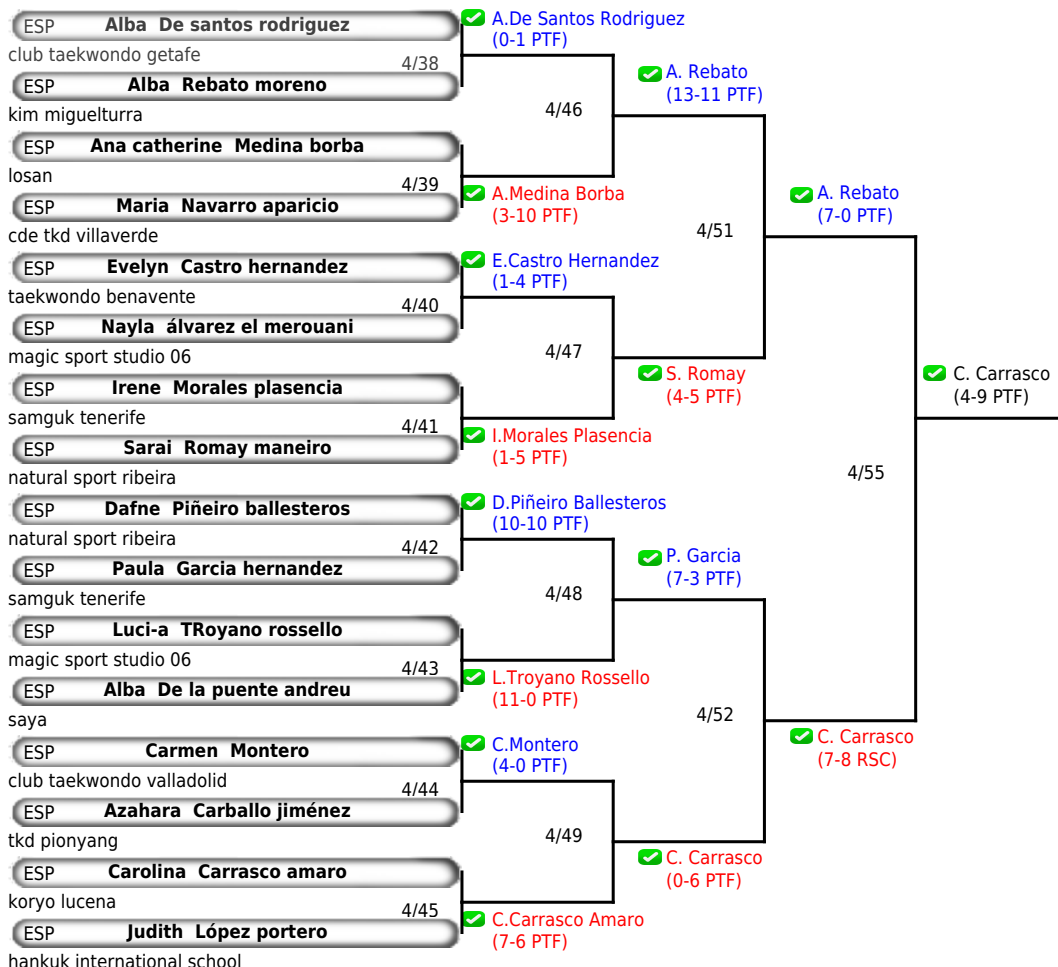 ESP Alba De santos rodriguez
club taekwondo getafe
4/38
ESP Alba Rebato moreno
kim miguelturra
ESP Ana catherine Medina borba
losan
4/39
ESP Maria Navarro aparicio
cde tkd villaverde
ESP Evelyn Castro hernandez
taekwondo benavente
4/40
ESP Nayla álvarez el merouani
magic sport studio 06
ESP Irene Morales plasencia
samguk tenerife
4/41
ESP Sarai Romay maneiro
natural sport ribeira
ESP Dafne Piñeiro ballesteros
natural sport ribeira
4/42
ESP Paula Garcia hernandez
samguk tenerife
ESP Luci-a TRoyano rossello
magic sport studio 06
4/43
ESP Alba De la puente andreu
saya
ESP Carmen Montero
club taekwondo valladolid
4/44
ESP Azahara Carballo jiménez
tkd pionyang
ESP Carolina Carrasco amaro
koryo lucena
4/45
ESP Judith López portero
hankuk international school
A.De Santos Rodriguez
(0-1 PTF)
4/46
A.Medina Borba
(3-10 PTF)
E.Castro Hernandez
(1-4 PTF)
4/47
I.Morales Plasencia
(1-5 PTF)
D.Piñeiro Ballesteros
(10-10 PTF)
4/48
L.Troyano Rossello
(11-0 PTF)
C.Montero
(4-0 PTF)
4/49
C.Carrasco Amaro
(7-6 PTF)
A. Rebato
(13-11 PTF)
4/51
S. Romay
(4-5 PTF)
P. Garcia
(7-3 PTF)
4/52
C. Carrasco
(0-6 PTF)
A. Rebato
(7-0 PTF)
4/55
C. Carrasco
(7-8 RSC)
C. Carrasco
(4-9 PTF)